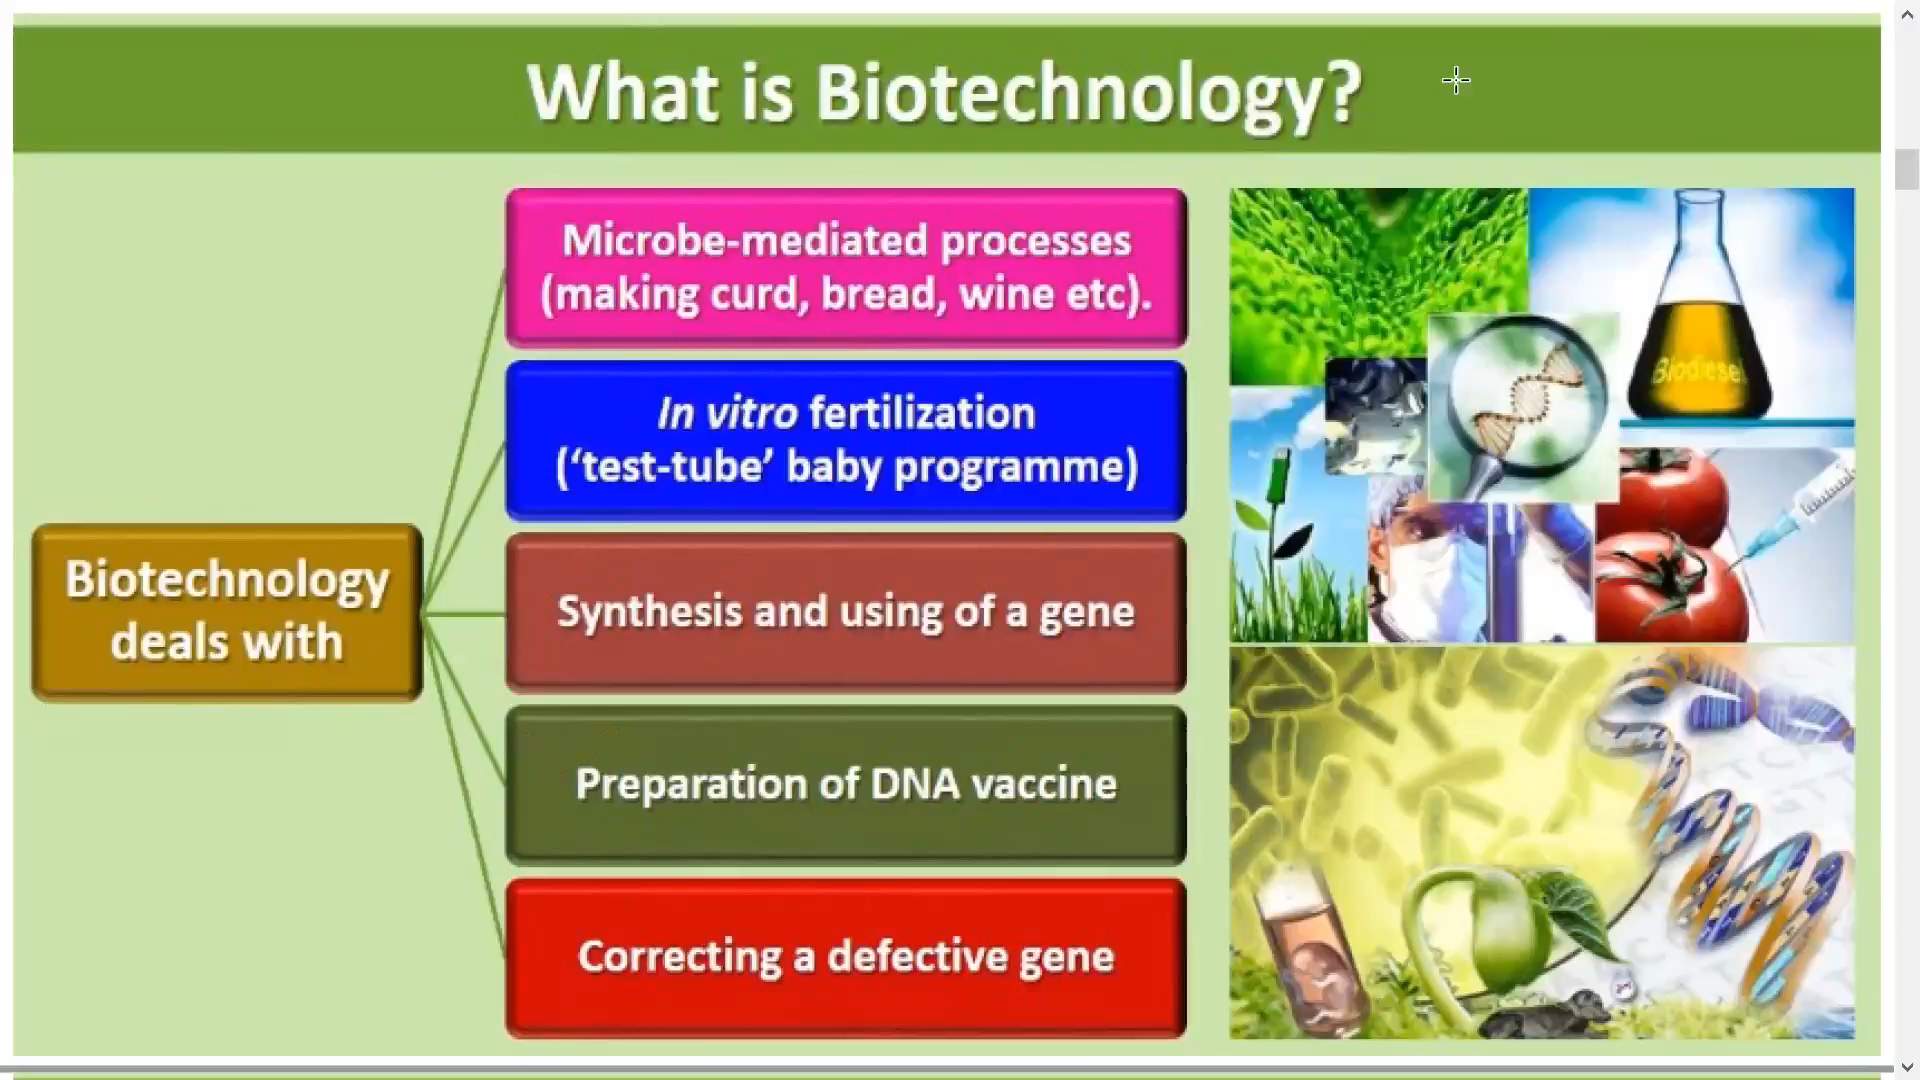 What is Biotechnology?
Biotechnology
deals with
Microbe-mediated processes
(making curd, bread, wine etc).
In vitro fertilization
(‘test-tube’ baby programme)
Synthesis and using of a gene
Preparation of DNA vaccine
Correcting a defective gene
Biodiesel